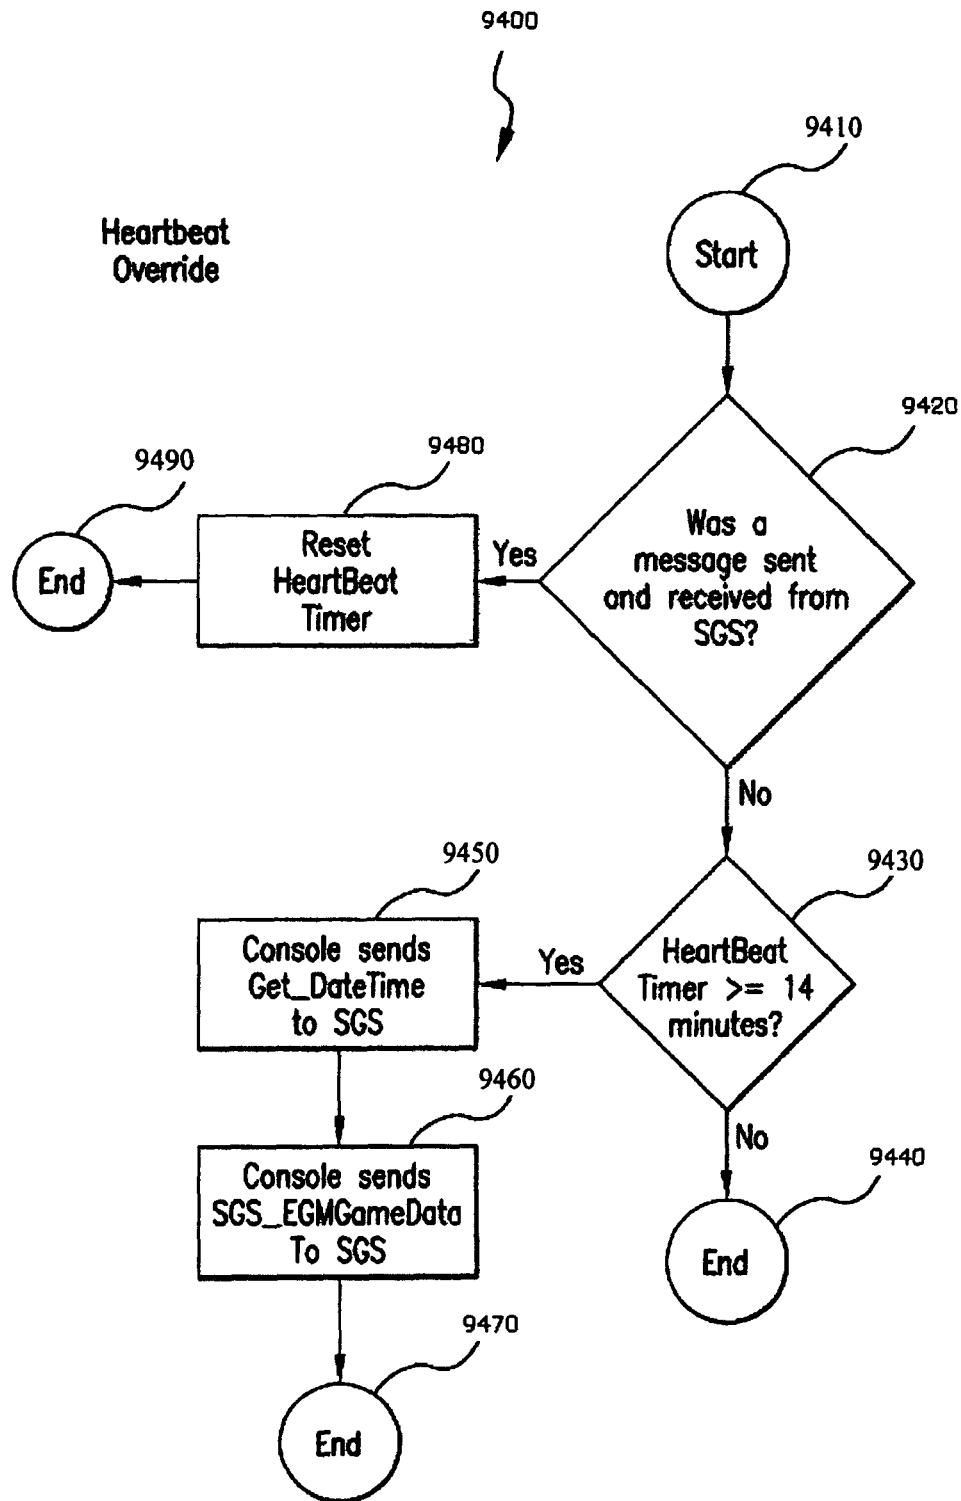 9400
9410
Heartbeat
Override
Start
9420
9490
9480
Was a
message sent
and received from
SGS?
Yes
Reset
HeartBeat
Timer
End
No
9450
9430
Console sends
Get_DateTime
to SGS
Yes
HeartBeat
Timer >= 14
minutes?
9460
No
9440
Console sends
SGS_EGMGameData
To SGS
End
9470
End